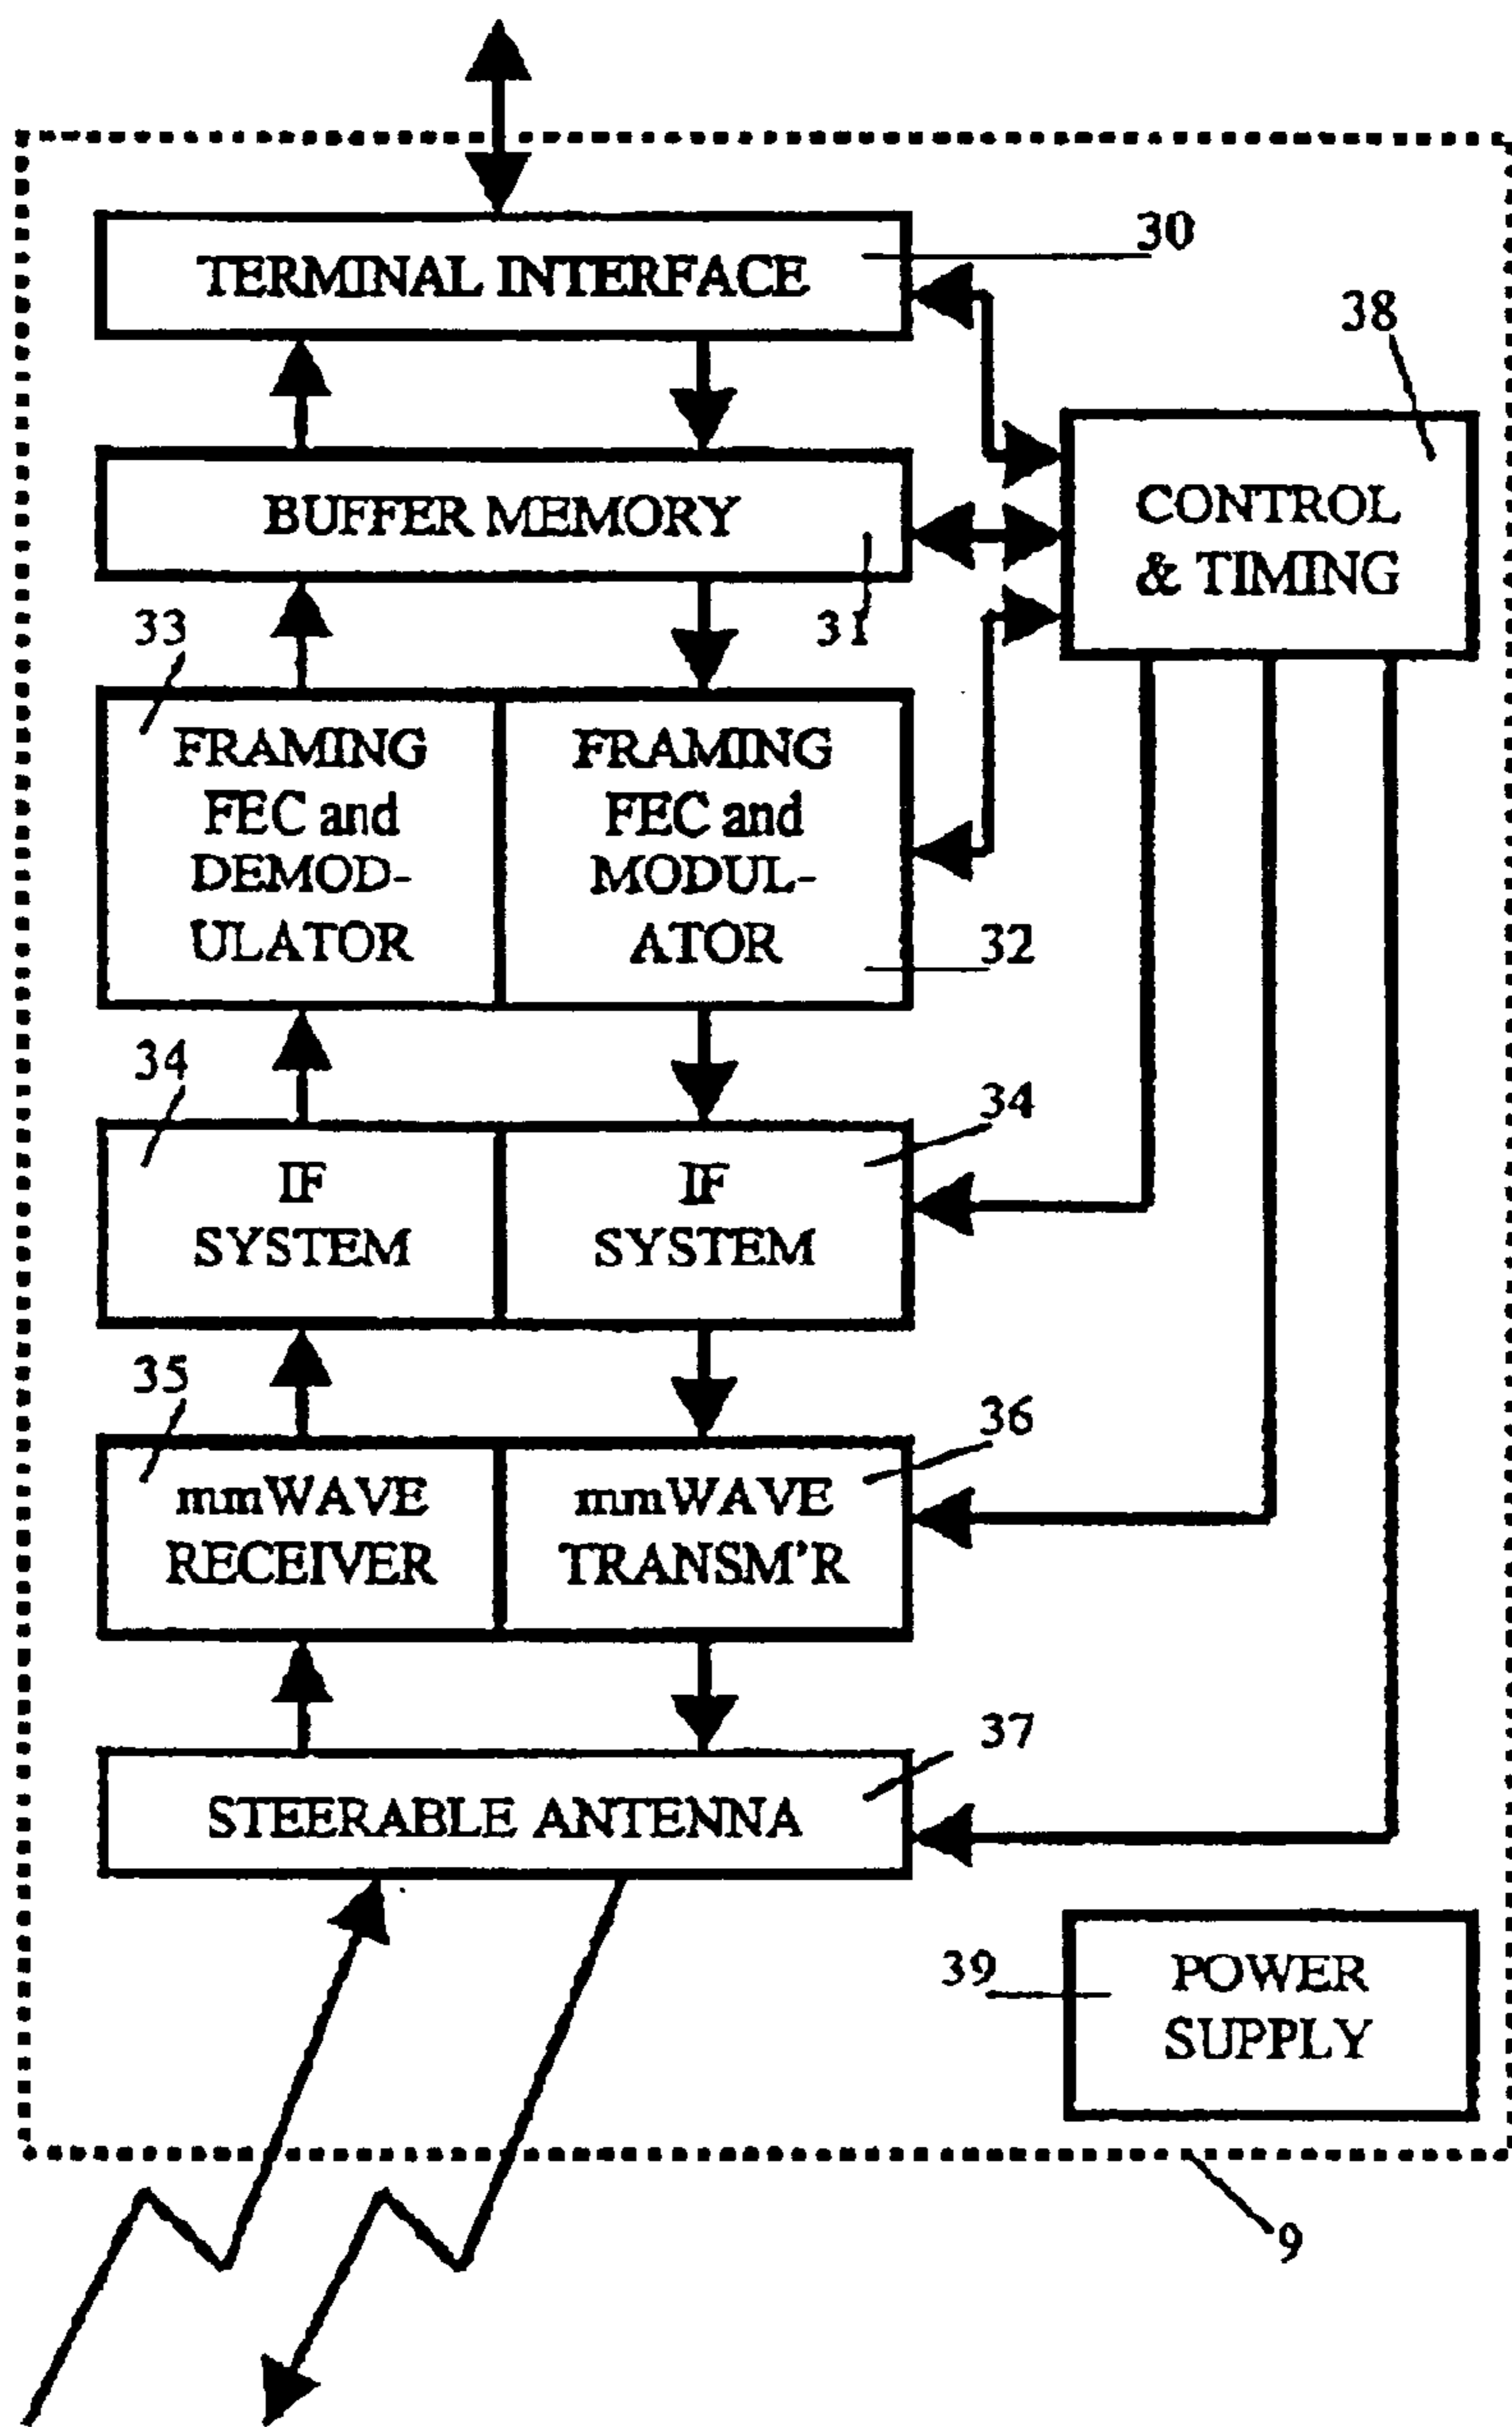 30
TERMINAL INTERFACE
38
BUFFER MEMORY
CONTROL
& TIMING
31
33
FRAMING
FEC and
DEMOD-
ULATOR
FRAMING
FEC and
MODUL-
ATOR
32
34
34
IF
SYSTEM
IF
SYSTEM
35
36
mmWAVE
RECEIVER
mmWAVE
TRANSM'R
37
STEERABLE ANTENNA
39
POWER
SUPPLY
9